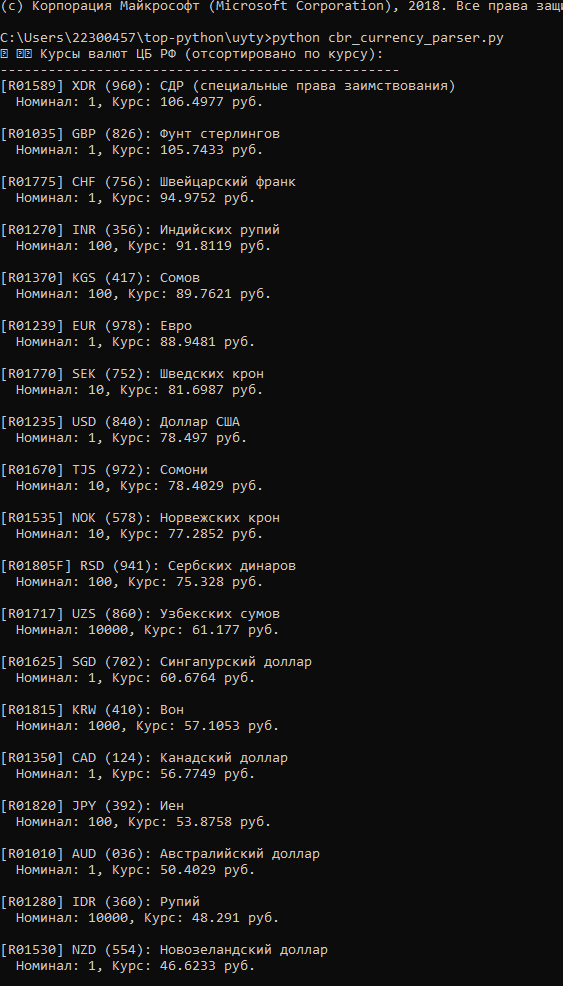 (c) Корпорация Майкрософт (Microsoft Corporation), 2018. Все права
C:\Users\22300457\top-python\uyty>python cbr_currency_parser.py
Курсы валют ЦБ РФ (отсортировано по курсу):
--------------------------------------------------
[R01589] XDR (960): СДР (специальные права заимствования)
Номинал: 1, Курс: 106.4977 руб.
[R01035] GBP (826): Фунт стерлингов
Номинал: 1, Курс: 105.7433 руб.
[R01775] CHF (756): Швейцарский франк
Номинал: 1, Курс: 94.9752 руб.
[R01270] INR (356): Индийских рупий
Номинал: 100, Курс: 91.8119 руб.
[R01370] KGS (417): Сомов
Номинал: 100, Курс: 89.7621 руб.
[R01239] EUR (978): Евро
Номинал: 1, Курс: 88.9481 руб.
[R01770] SEK (752): Шведских крон
Номинал: 10, Курс: 81.6987 руб.
[R01235] USD (840): Доллар США
Номинал: 1, Курс: 78.497 руб.
[R01670] TJS (972): Сомони
Номинал: 10, Курс: 78.4029 руб.
[R01535] NOK (578): Норвежских крон
Номинал: 10, Курс: 77.2852 руб.
[R01805F] RSD (941): Сербских динаров
Номинал: 100, Курс: 75.328 руб.
[R01717] UZS (860): Узбекских сумов
Номинал: 10000, Курс: 61.177 руб.
[R01625] SGD (702): Сингапурский доллар
Номинал: 1, Курс: 60.6764 руб.
[R01815] KRW (410): Вон
Номинал: 1000, Курс: 57.1053 руб.
[R01350] CAD (124): Канадский доллар
Номинал: 1, Курс: 56.7749 руб.
[R01820] JPY (392): Иен
Номинал: 100, Курс: 53.8758 руб.
[R01010] AUD (036): Австралийский доллар
Номинал: 1, Курс: 50.4029 руб.
[R01280] IDR (360): Рупий
Номинал: 10000, Курс: 48.291 руб.
[R01530] NZD (554): Новозеландский доллар
Номинал: 1, Курс: 46.6233 руб.